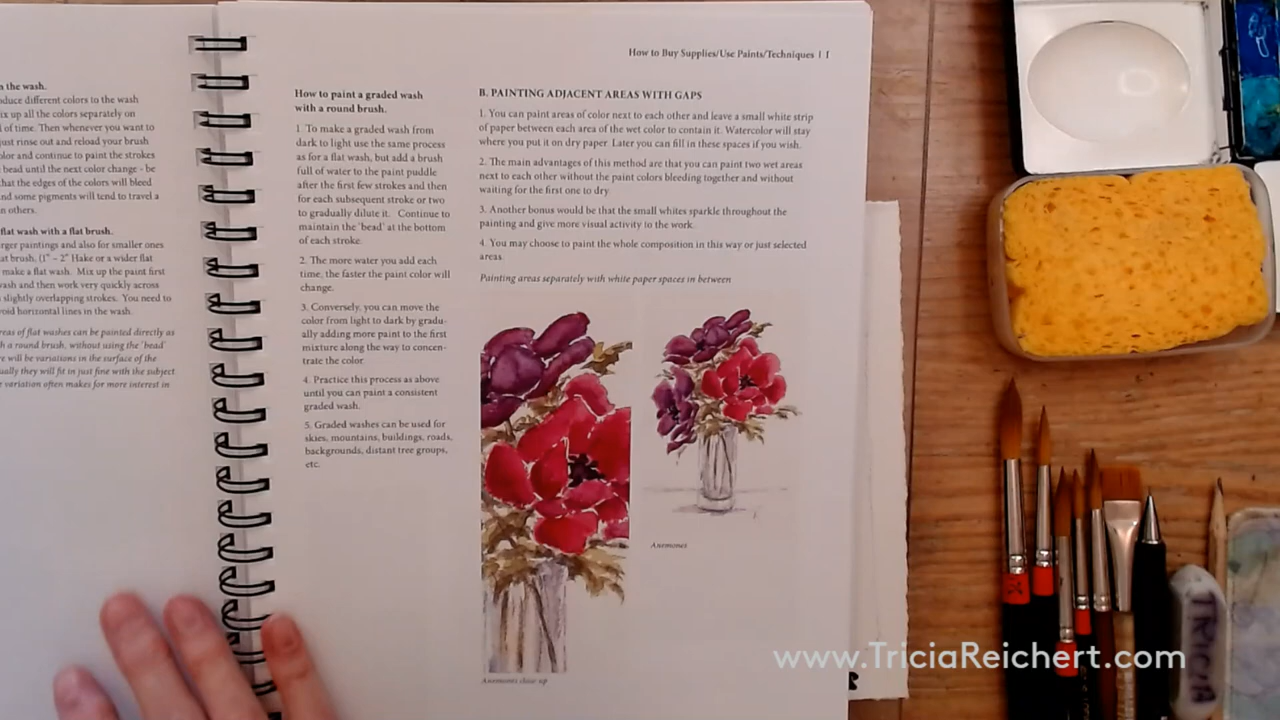 n the wash.
duce different colors to the wash
ix up all the colors separately on
l of time. Then whenever you want to
just rinse out and reload your brush
olor and continue to paint the strokes
bead until the next color change - be
hat the edges of the colors will bleed
nd some pigments will tend to travel a
n others.
flat wash with a flat brush.
rger paintings and also for smaller ones
at brush, (1" – 2" Hake or a wider flat
make a flat wash. Mix up the paint first
wash and then work very quickly across
slightly overlapping strokes. You need to
void horizontal lines in the wash.
reas of flat washes can be painted directly as
h a round brush, without using the 'bead'
e will be variations in the surface of the
ually they will fit in just fine with the subject
variation often makes for more interest in
How to Buy Supplies/Use Paints/Techniques | 1
How to paint a graded wash
with a round brush.
1. To make a graded wash from
dark to light use the same process
as for a flat wash, but add a brush
full of water to the paint puddle
after the first few strokes and then
for each subsequent stroke or two
to gradually dilute it. Continue to
maintain the 'bead' at the bottom
of each stroke.
2. The more water you add each
time, the faster the paint color will
change.
3. Conversely, you can move the
color from light to dark by gradu-
ally adding more paint to the first
mixture along the way to concen-
trate the color.
4. Practice this process as above
until you can paint a consistent
graded wash.
5. Graded washes can be used for
skies, mountains, buildings, roads,
backgrounds, distant tree groups,
etc.
B. PAINTING ADJACENT AREAS WITH GAPS
1. You can paint areas of color next to each other and leave a small white strip
of paper between each area of the wet color to contain it. Watercolor will stay
where you put it on dry paper. Later you can fill in these spaces if you wish.
2. The main advantages of this method are that you can paint two wet areas
next to each other without the paint colors bleeding together and without
waiting for the first one to dry.
3. Another bonus would be that the small whites sparkle throughout the
painting and give more visual activity to the work.
4. You may choose to paint the whole composition in this way or just selected
areas.
Painting areas separately with white paper spaces in between
Anemones
Anemones close up
www.TriciaReichert.com
TRICIA